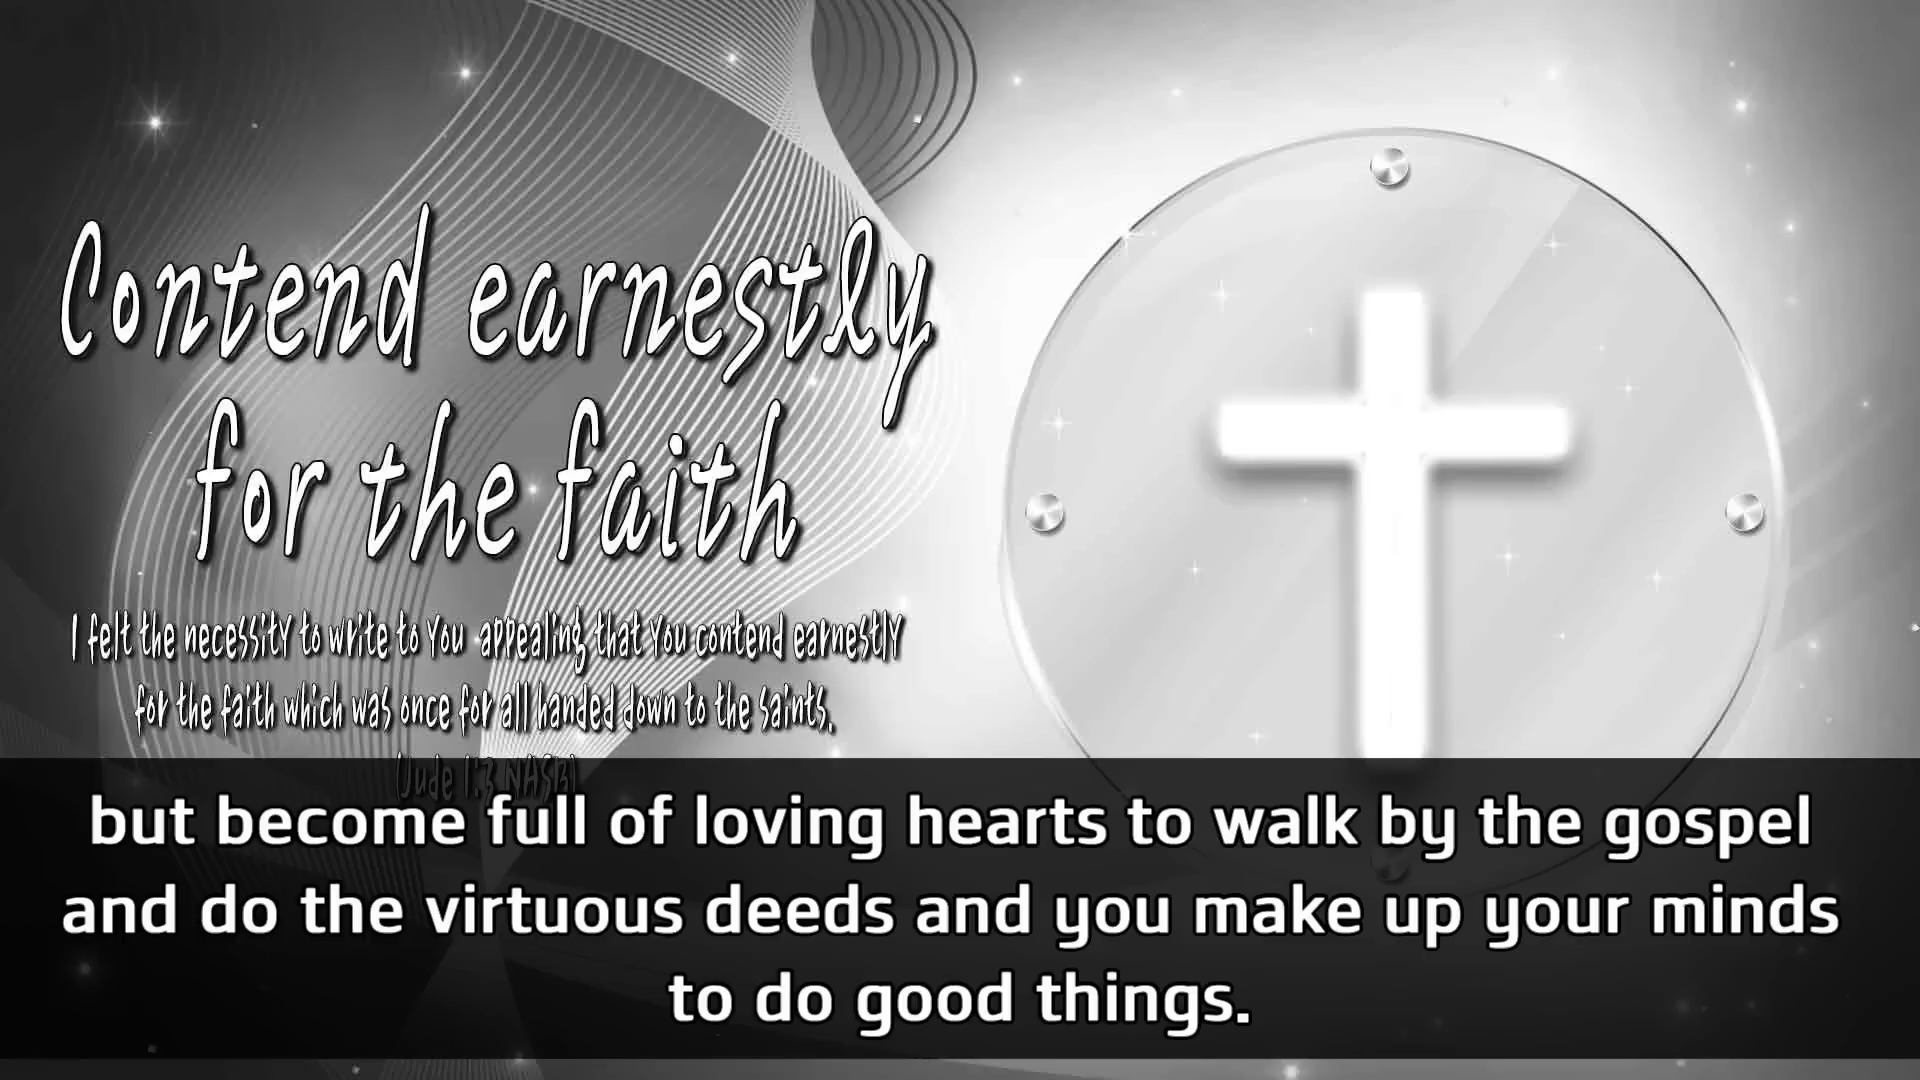 Contend earnestly
for the faith
I felt the necessity to write to you appealing that you contend earnestly
for the faith which was once for all handed down to the saints.
(Jude 1:3 NASB)
but become full of loving hearts to walk by the gospel
and do the virtuous deeds and you make up your minds
to do good things.